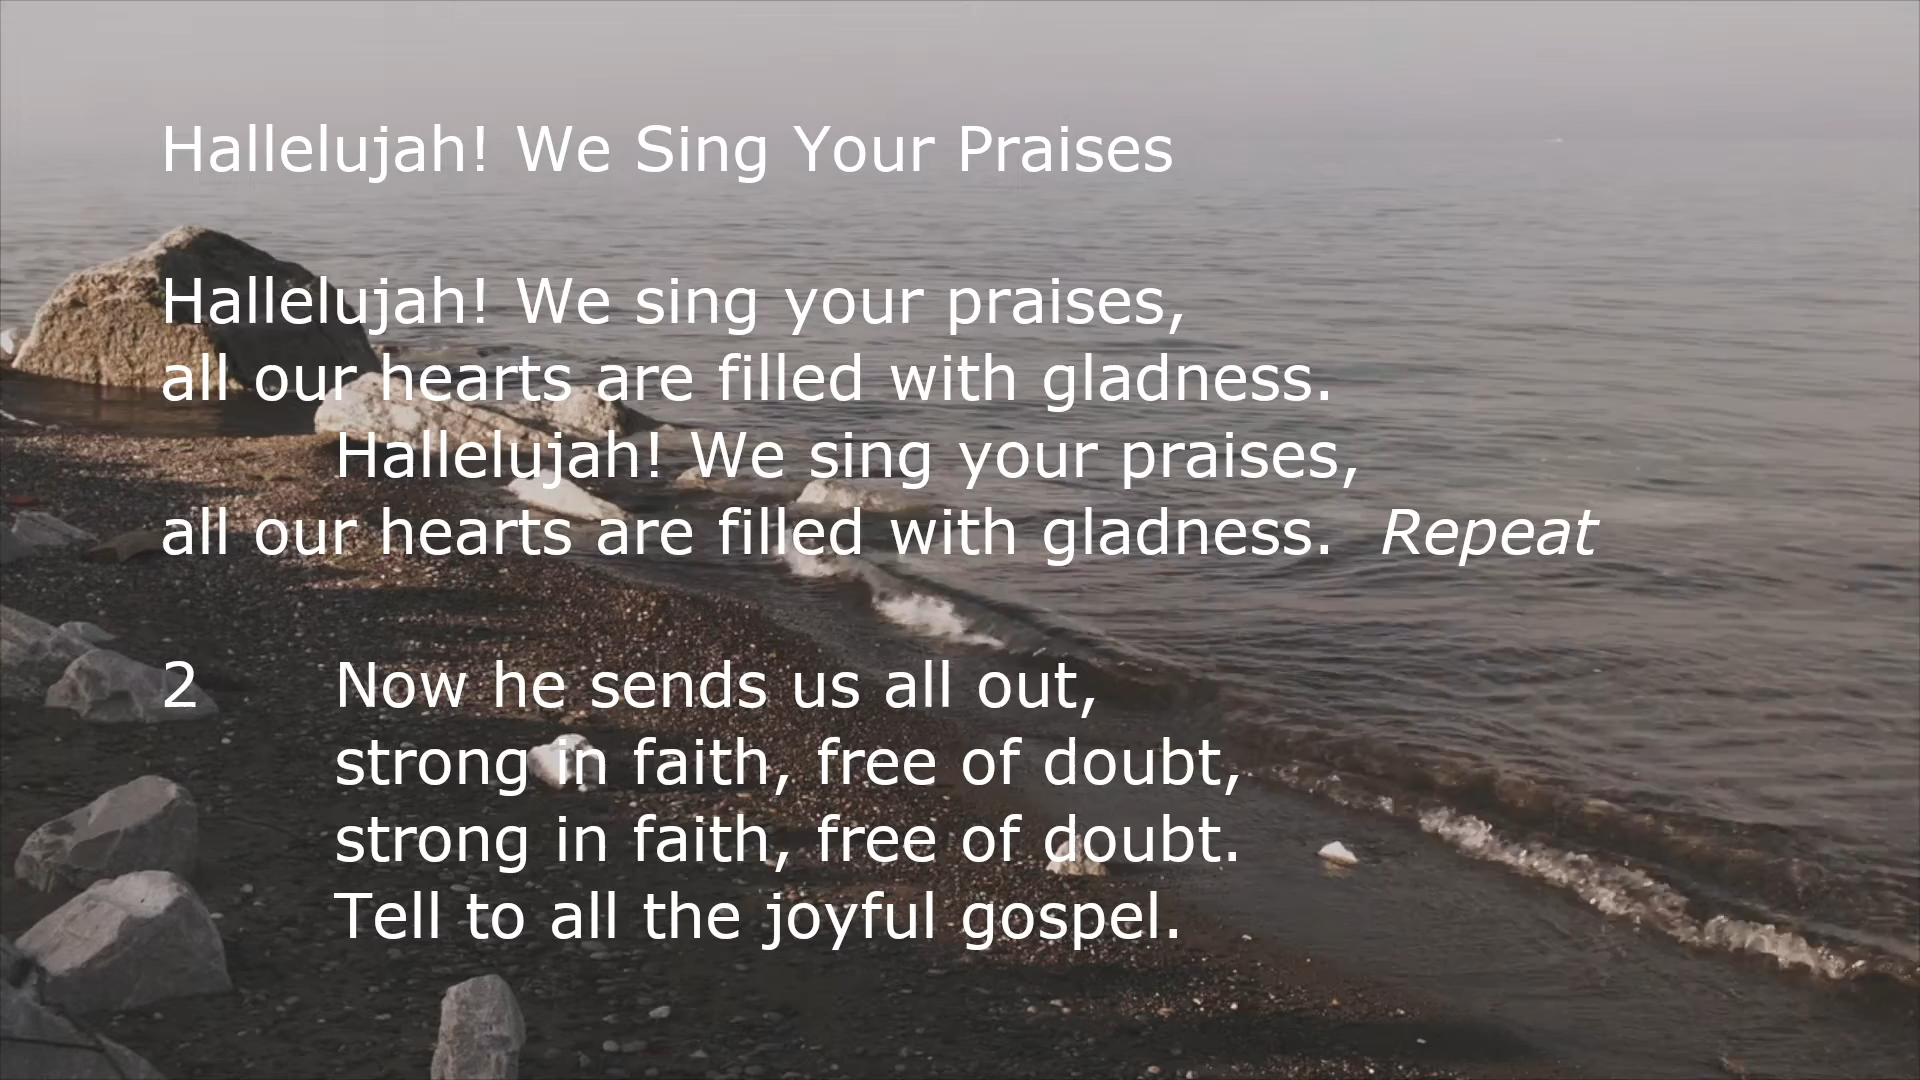 Hallelujah! We Sing Your Praises
Hallelujah! We sing your praises,
all our hearts are filled with gladness.
Hallelujah! We sing your praises,
all our hearts are filled with gladness. Repeat
2 Now he sends us all out,
strong in faith, free of doubt,
strong in faith, free of doubt.
Tell to all the joyful gospel.